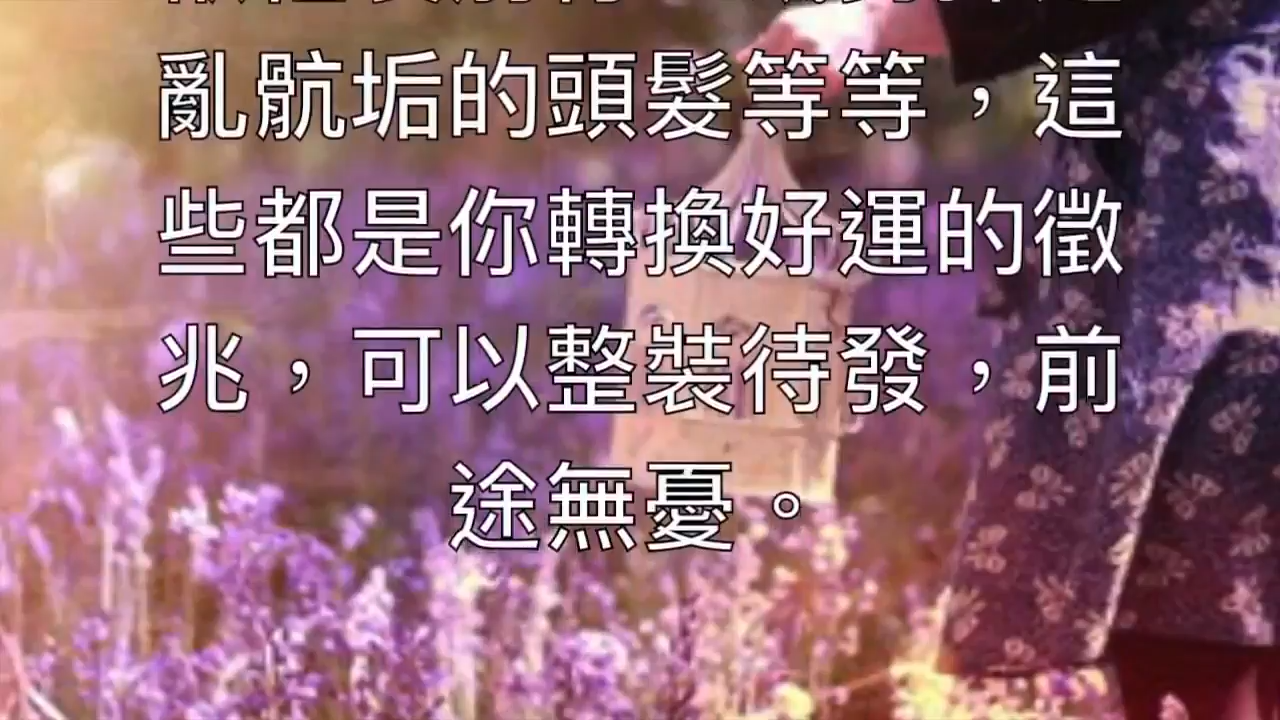 亂骯垢的頭髮等等，這
些都是你轉換好運的徵
兆，可以整裝待發，前
途無憂。